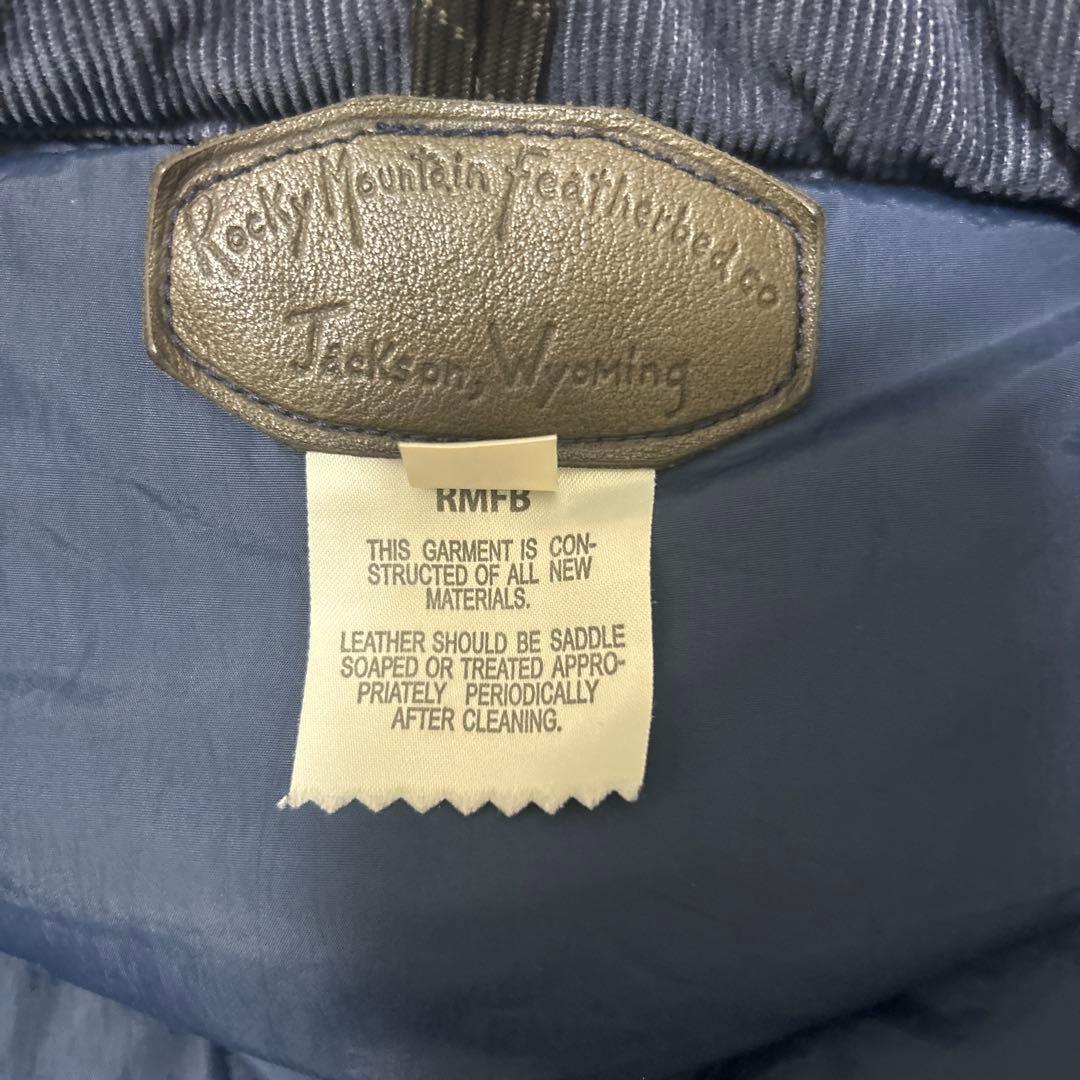 Rocky Mountain Featherbed co
Jackson, Wyoming
RMFB
THIS GARMENT IS CON-
STRUCTED OF ALL NEW
MATERIALS.
LEATHER SHOULD BE SADDLE
SOAPED OR TREATED APPRO-
PRIATELY PERIODICALLY
AFTER CLEANING.